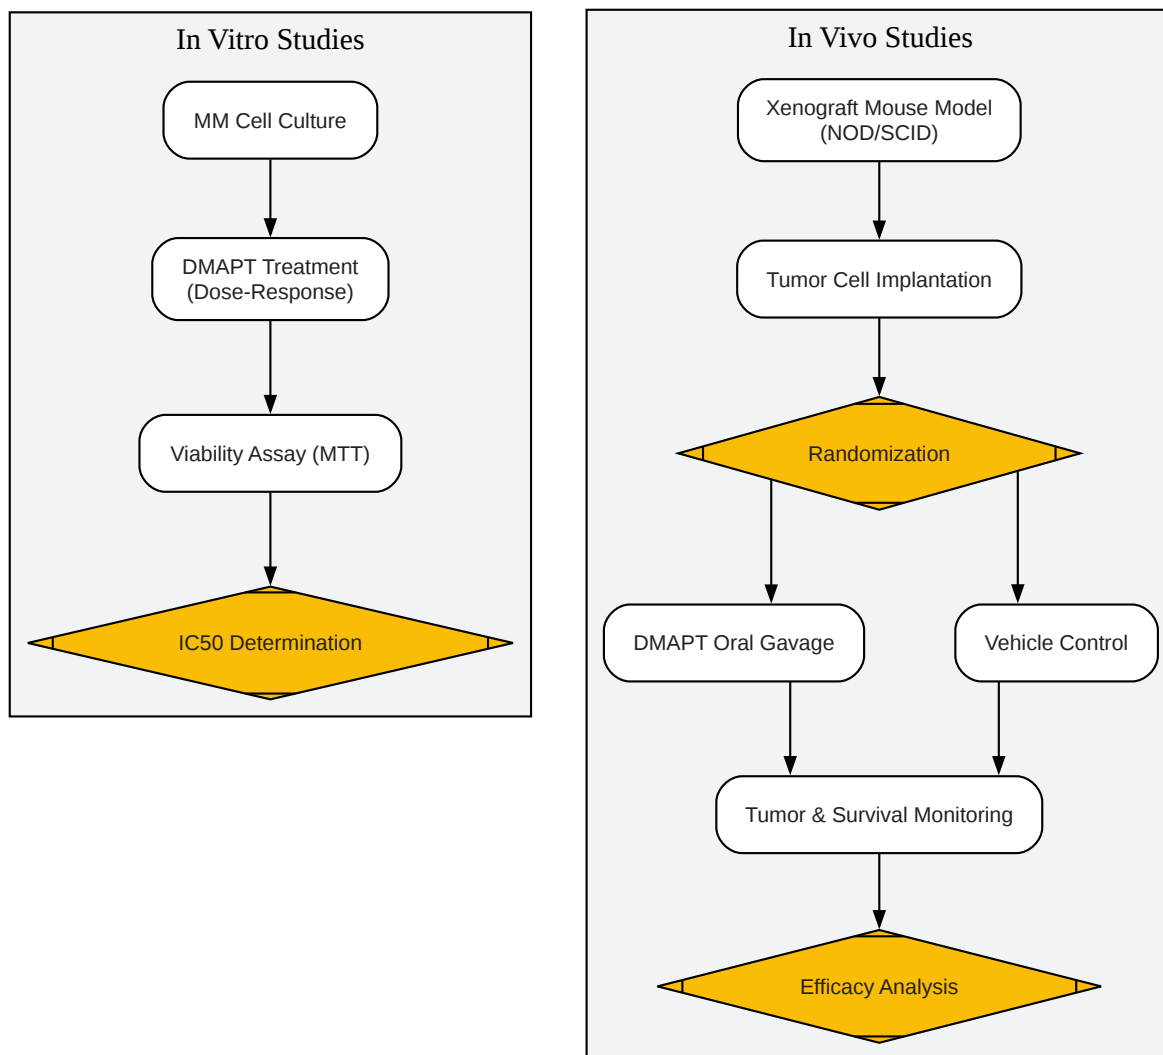 In Vitro Studies
MM Cell Culture
DMAPT Treatment
(Dose-Response)
Viability Assay (MTT)
IC50 Determination
In Vivo Studies
Xenograft Mouse Model
(NOD/SCID)
Tumor Cell Implantation
Randomization
DMAPT Oral Gavage
Vehicle Control
Tumor & Survival Monitoring
Efficacy Analysis